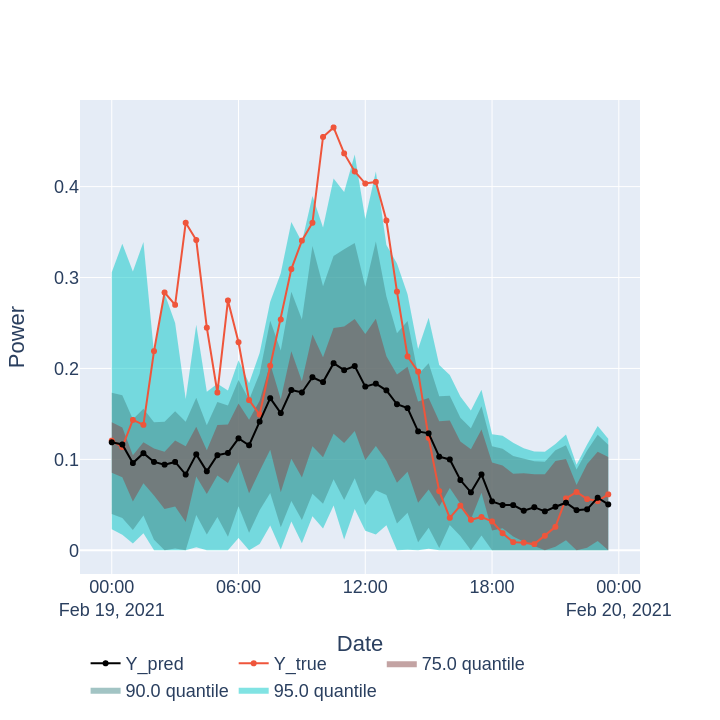 Power
0.4
0.3
0.2
0.1
0
00:00 06:00 12:00 18:00 00:00
Feb 19, 2021 Feb 20, 2021
Date
Y_pred Y_true 75.0 quantile
90.0 quantile 95.0 quantile